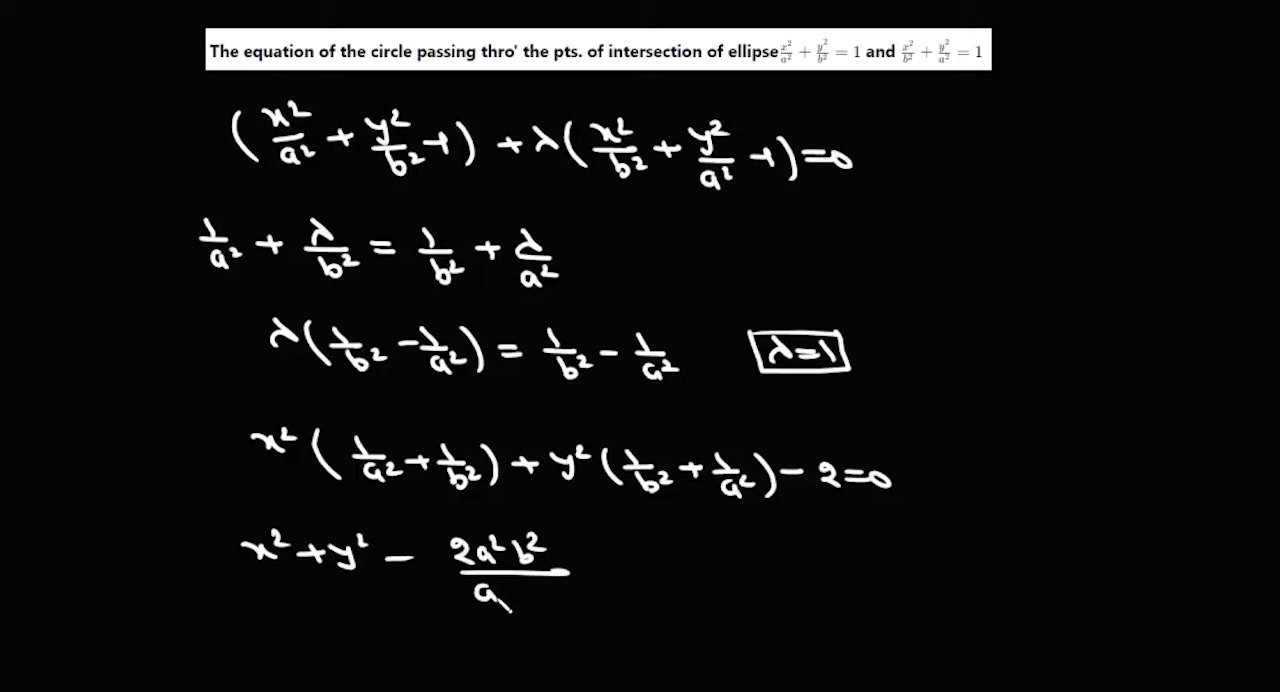 The equation of the circle passing thro' the pts. of intersection of ellipse x²/a² + y²/b² = 1 and x²/b² + y²/a² = 1
(x²/a² + y²/b² - 1) + λ(x²/b² + y²/a² - 1) = 0
1/a² + λ/b² = 1/b² + λ/a²
λ(1/b² - 1/a²) = 1/b² - 1/a² λ=1
x²(1/a² + 1/b²) + y²(1/b² + 1/a²) - 2 = 0
x² + y² - 2a²b²/a